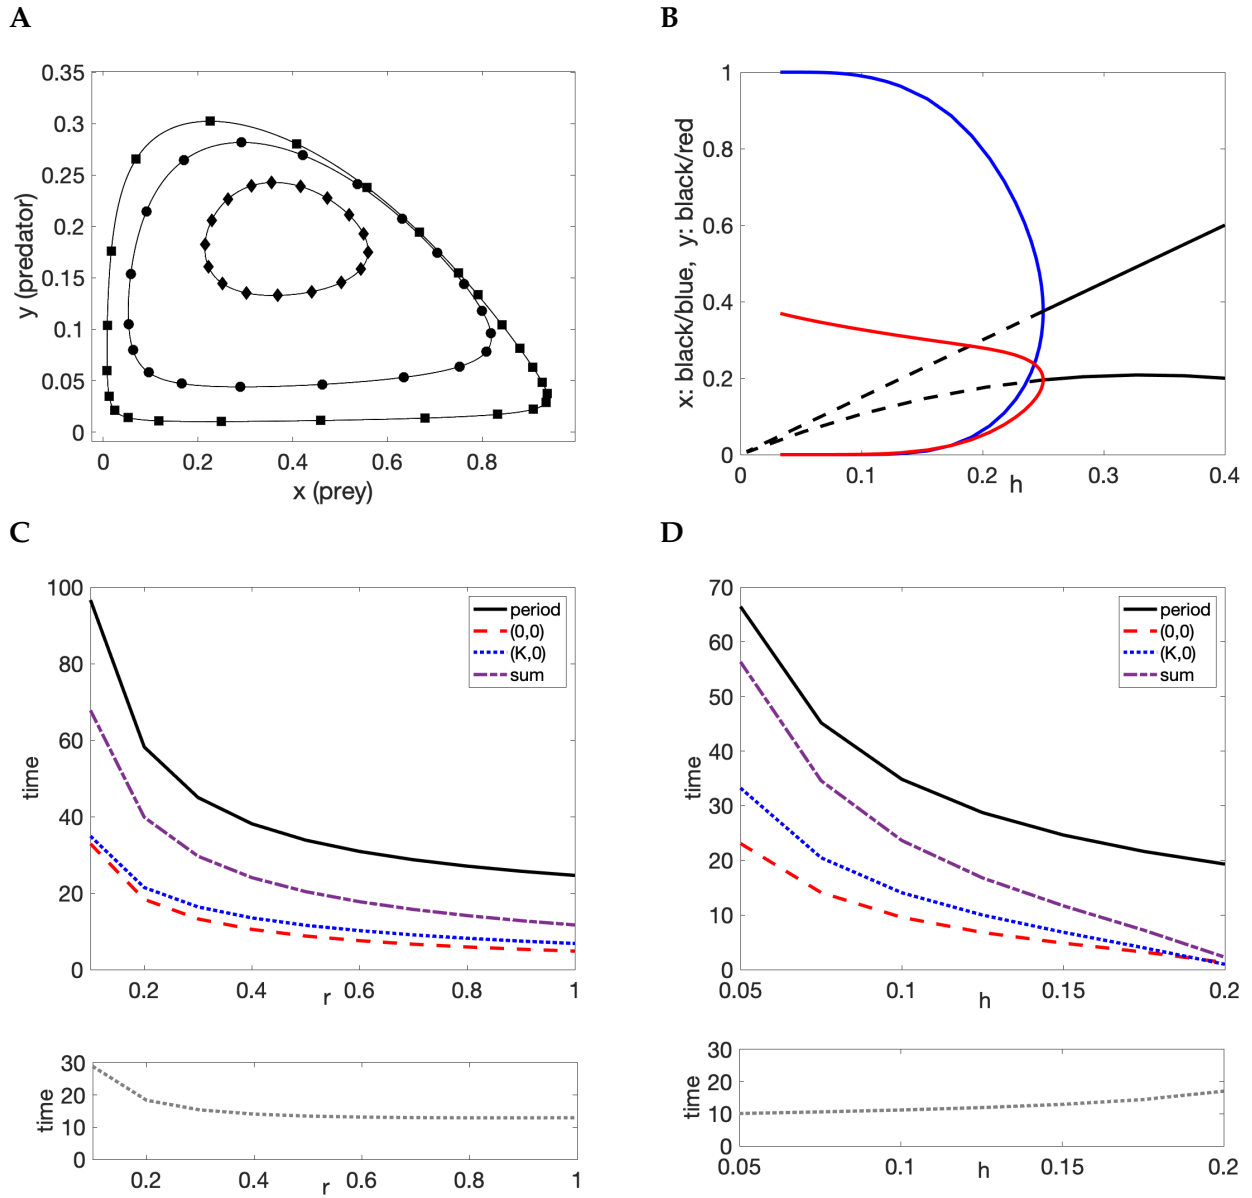 A
0.35
0.3
0.25
0.2
0.15
0.1
0.05
0
y (predator)
0 0.2 0.4 0.6 0.8
x (prey)
B
1
0.8
0.6
0.4
0.2
0
x: black/blue, y: black/red
0 0.1 0.2 0.3 0.4
h
C
100
80
60
40
20
0
time
period
(0,0)
(K,0)
sum
0.2 0.4 0.6 0.8 1
r
30
20
10
0
time
0.2 0.4 0.6 0.8 1
r
D
70
60
50
40
30
20
10
0
time
period
(0,0)
(K,0)
sum
0.05 0.1 0.15 0.2
h
30
20
10
0
time
0.05 0.1 0.15 0.2
h